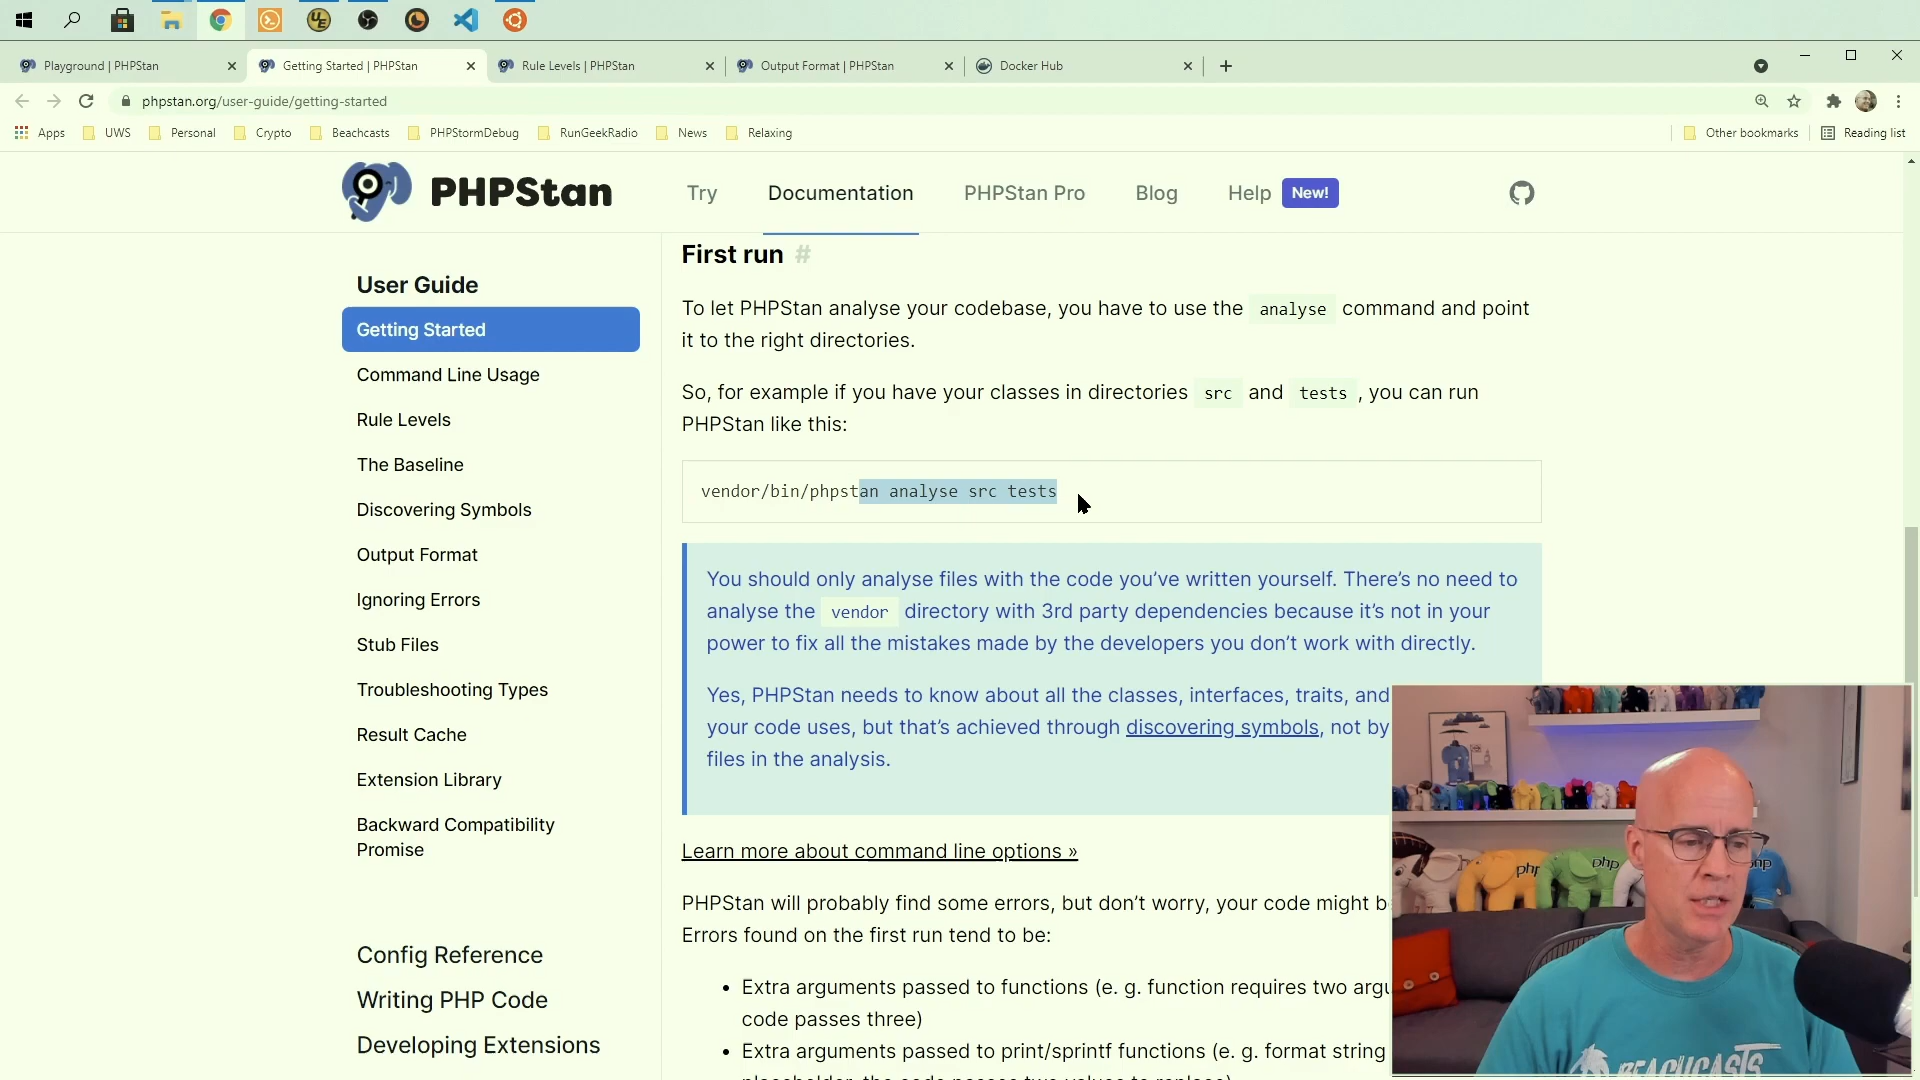 Playground | PHPStan
Getting Started | PHPStan
Rule Levels | PHPStan
Output Format | PHPStan
Docker Hub
phpstan.org/user-guide/getting-started
Apps
UWS
Personal
Crypto
Beachcasts
PHPStormDebug
RunGeekRadio
News
Relaxing
Other bookmarks
Reading list
PHPStan
Try
Documentation
PHPStan Pro
Blog
Help
New!
User Guide
Getting Started
Command Line Usage
Rule Levels
The Baseline
Discovering Symbols
Output Format
Ignoring Errors
Stub Files
Troubleshooting Types
Result Cache
Extension Library
Backward Compatibility
Promise
Config Reference
Writing PHP Code
Developing Extensions
First run #
To let PHPStan analyse your codebase, you have to use the analyse command and point
it to the right directories.
So, for example if you have your classes in directories src and tests , you can run
PHPStan like this:
vendor/bin/phpstan analyse src tests
You should only analyse files with the code you’ve written yourself. There’s no need to
analyse the vendor directory with 3rd party dependencies because it’s not in your
power to fix all the mistakes made by the developers you don’t work with directly.
Yes, PHPStan needs to know about all the classes, interfaces, traits, and
your code uses, but that’s achieved through discovering symbols, not by
files in the analysis.
Learn more about command line options »
PHPStan will probably find some errors, but don’t worry, your code might b
Errors found on the first run tend to be:
• Extra arguments passed to functions (e. g. function requires two argu
code passes three)
• Extra arguments passed to print/sprintf functions (e. g. format string
php
php
BEACHCASTS